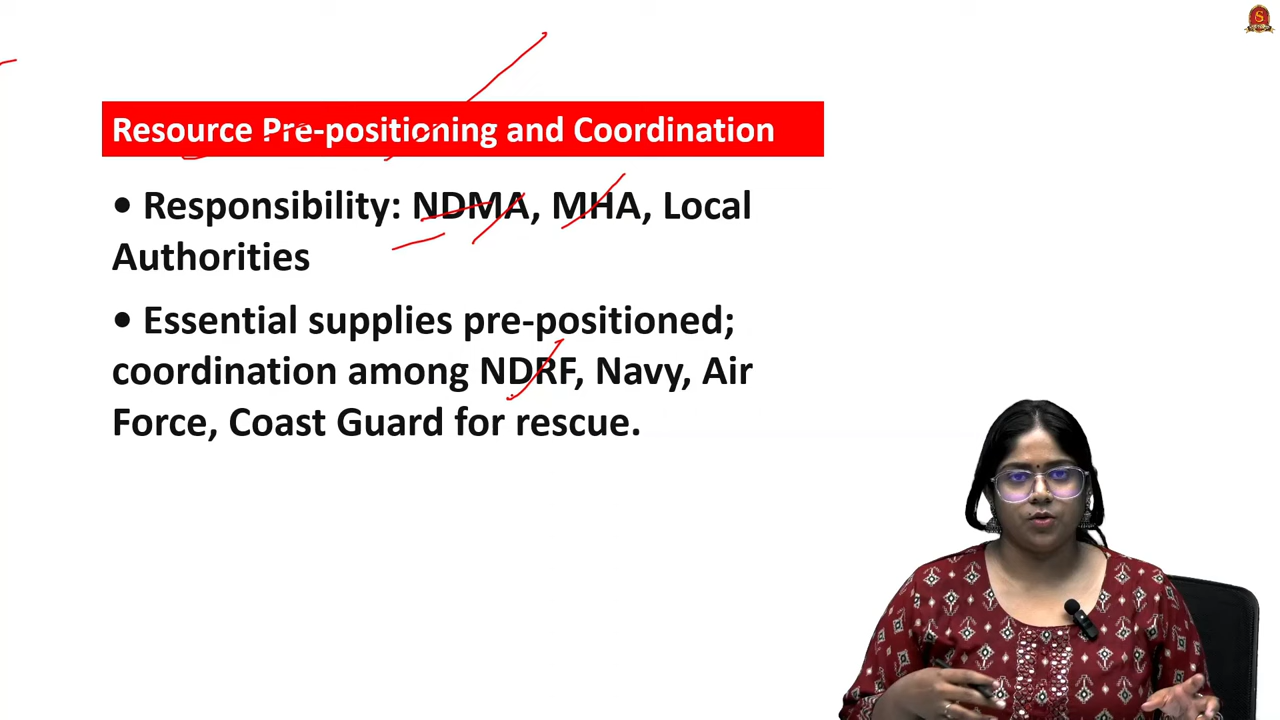 Resource Pre-positioning and Coordination
• Responsibility: NDMA, MHA, Local
Authorities
• Essential supplies pre-positioned;
coordination among NDRF, Navy, Air
Force, Coast Guard for rescue.